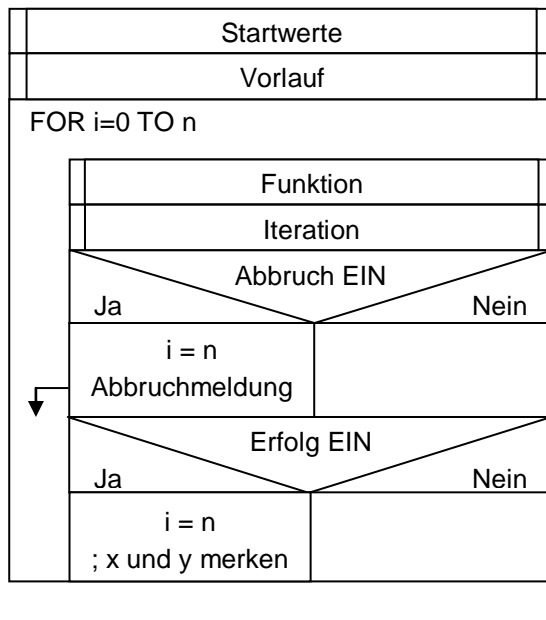 Startwerte
Vorlauf
FOR i=0 TO n
Funktion
Iteration
Abbruch EIN
Ja Nein
i = n
Abbruchmeldung
Erfolg EIN
Ja Nein
i = n
; x und y merken